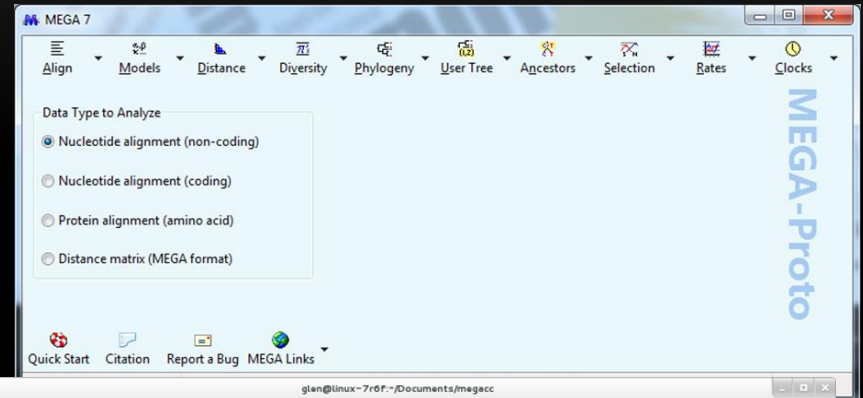 MEGA 7
Align Models Distance Diversity Phylogeny User Tree Ancestors Selection Rates Clocks
Data Type to Analyze
Nucleotide alignment (non-coding)
Nucleotide alignment (coding)
Protein alignment (amino acid)
Distance matrix (MEGA format)
MEGA-Proto
Quick Start Citation Report a Bug MEGA Links
glen@linux-7r6f:~/Documents/megacc